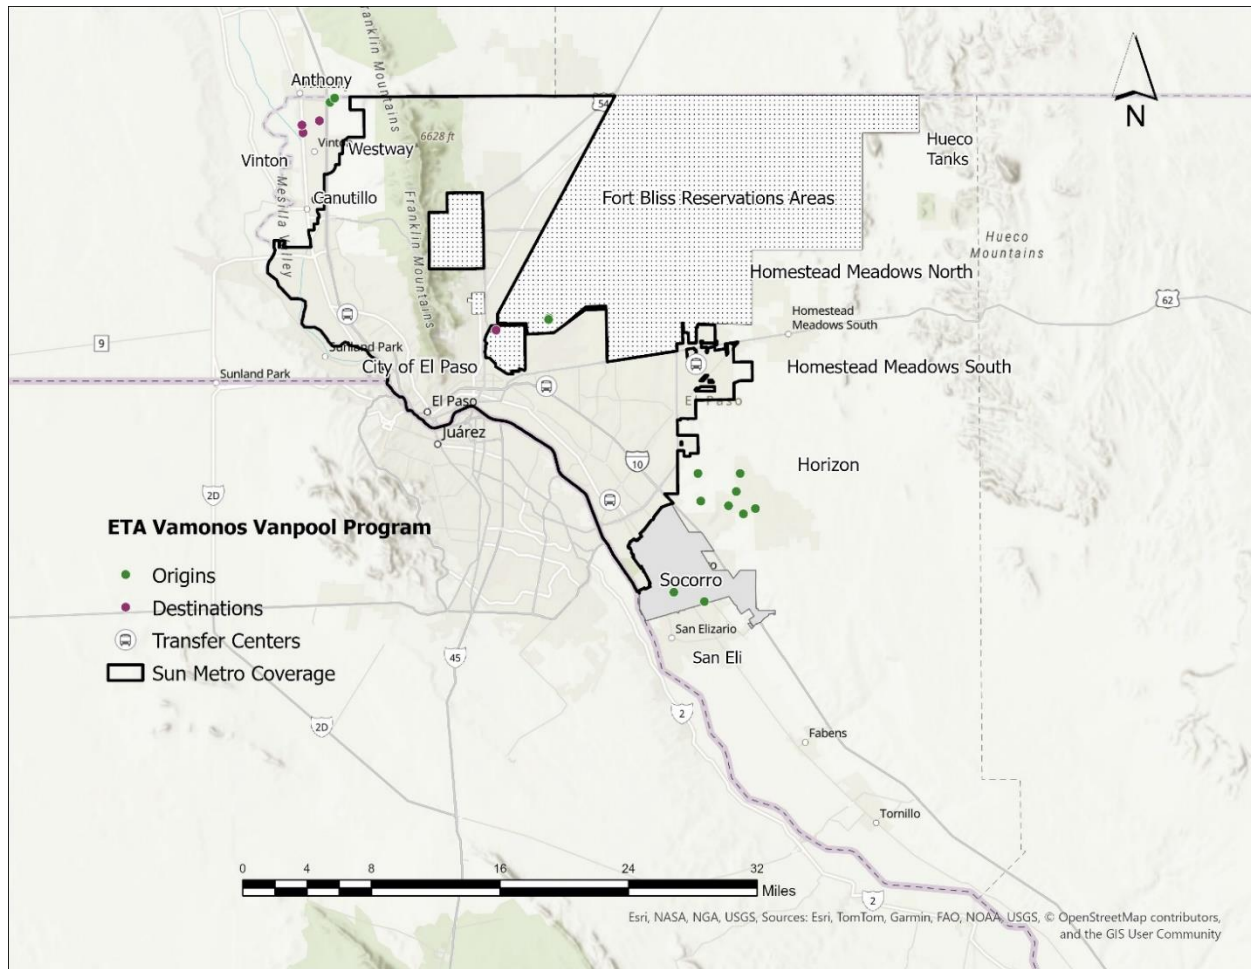 Franklin Mountains
Anthony
54
Vinton
6628 ft
Westway
Hueco
Tanks
Vinton
Mesilla Valley
Canutillo
Franklin Mountains
Fort Bliss Reservations Areas
Hueco
Mountains
Homestead Meadows North
62
Homestead
Meadows South
9
Sunland Park
Sunland Park
City of El Paso
Homestead Meadows South
El Paso
El Paso
Juárez
10
Horizon
2D
ETA Vamonos Vanpool Program
Origins
Destinations
Transfer Centers
Sun Metro Coverage
Socorro
San Elizario
San Eli
45
2
2D
Fabens
Tornillo
0 4 8 16 24 32
Miles
2
N
Esri, NASA, NGA, USGS, Sources: Esri, TomTom, Garmin, FAO, NOAA, USGS, © OpenStreetMap contributors,
and the GIS User Community